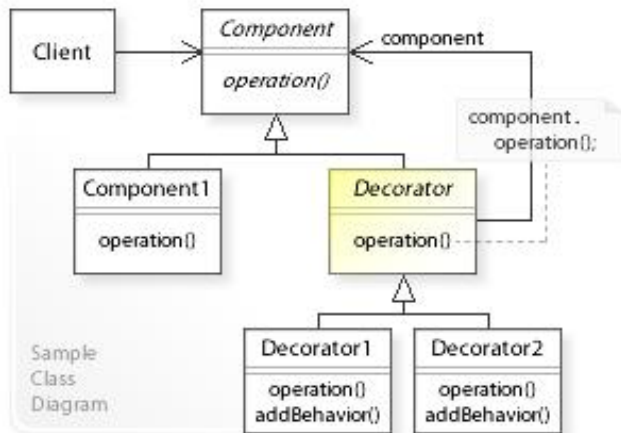 Client
Component
operation()
component
component.
operation();
Component1
operation()
Decorator
operation()
Decorator1
operation()
addBehavior()
Decorator2
operation()
addBehavior()
Sample
Class
Diagram